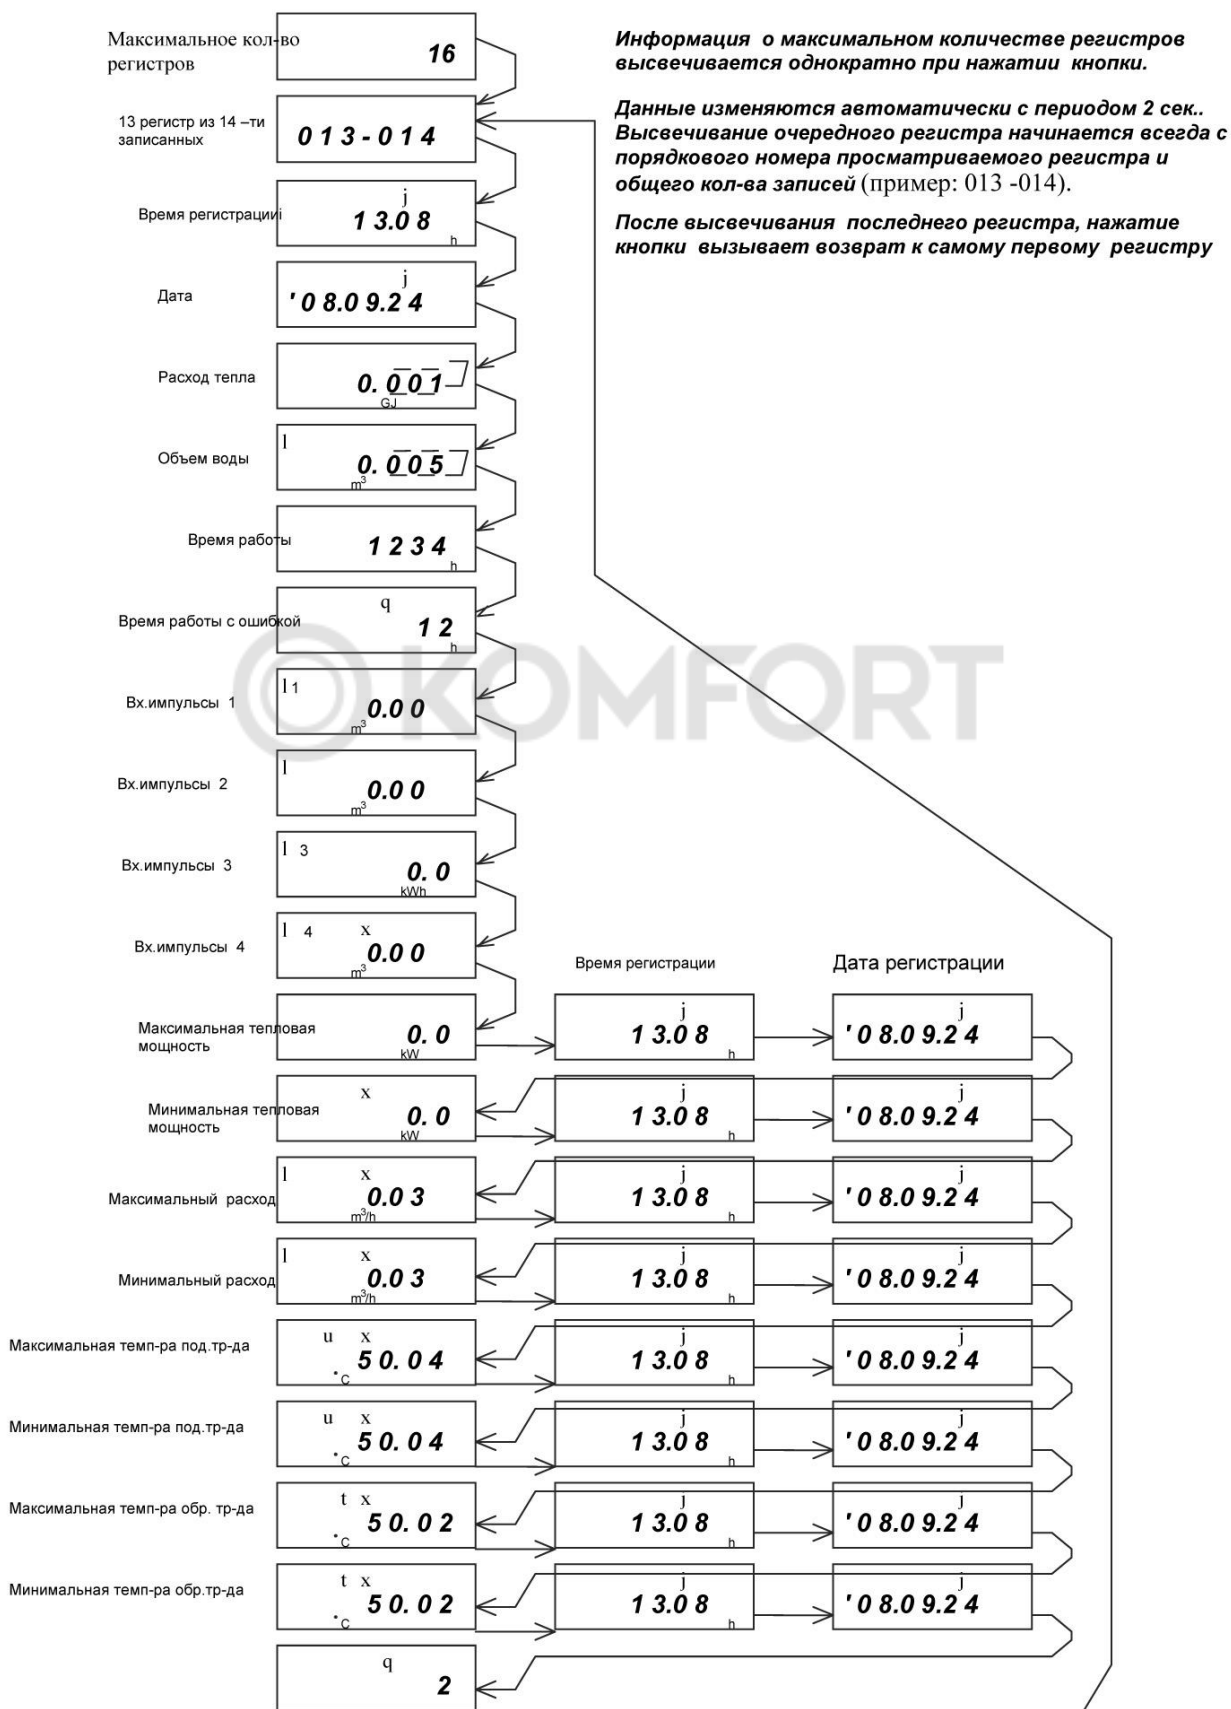 Максимальное кол-во
регистров
16
Информация о максимальном количестве регистров
высвечивается однократно при нажатии кнопки.
13 регистр из 14 –ти
записанных
013-014
Данные изменяются автоматически с периодом 2 сек..
Высвечивание очередного регистра начинается всегда с
порядкового номера просматриваемого регистра и
общего кол-ва записей (пример: 013 -014).
Время регистрацииi
j
13.08
h
После высвечивания последнего регистра, нажатие
кнопки вызывает возврат к самому первому регистру
Дата
j
'08.09.24
Расход тепла
0.001
GJ
Объем воды
l
0.005
m³
Время работы
1234
h
Время работы с ошибкой
q
12
h
KOMFORT
Вх.импульсы 1
l 1
0.00
m³
Вх.импульсы 2
l
0.00
m³
Вх.импульсы 3
l 3
0.0
kWh
Вх.импульсы 4
l 4 x
0.00
m³
Время регистрации
Дата регистрации
Максимальная тепловая
мощность
0.0
kW
j
13.08
h
j
'08.09.24
Минимальная тепловая
мощность
x
0.0
kW
j
13.08
h
j
'08.09.24
Максимальный расход
l x
0.03
m³/h
j
13.08
h
j
'08.09.24
Минимальный расход
l x
0.03
m³/h
j
13.08
h
j
'08.09.24
Максимальная темп-ра под.тр-да
u x
50.04
°C
j
13.08
h
j
'08.09.24
Минимальная темп-ра под.тр-да
u x
50.04
°C
j
13.08
h
j
'08.09.24
Максимальная темп-ра обр. тр-да
t x
50.02
°C
j
13.08
h
j
'08.09.24
Минимальная темп-ра обр.тр-да
t x
50.02
°C
j
13.08
h
j
'08.09.24
q
2